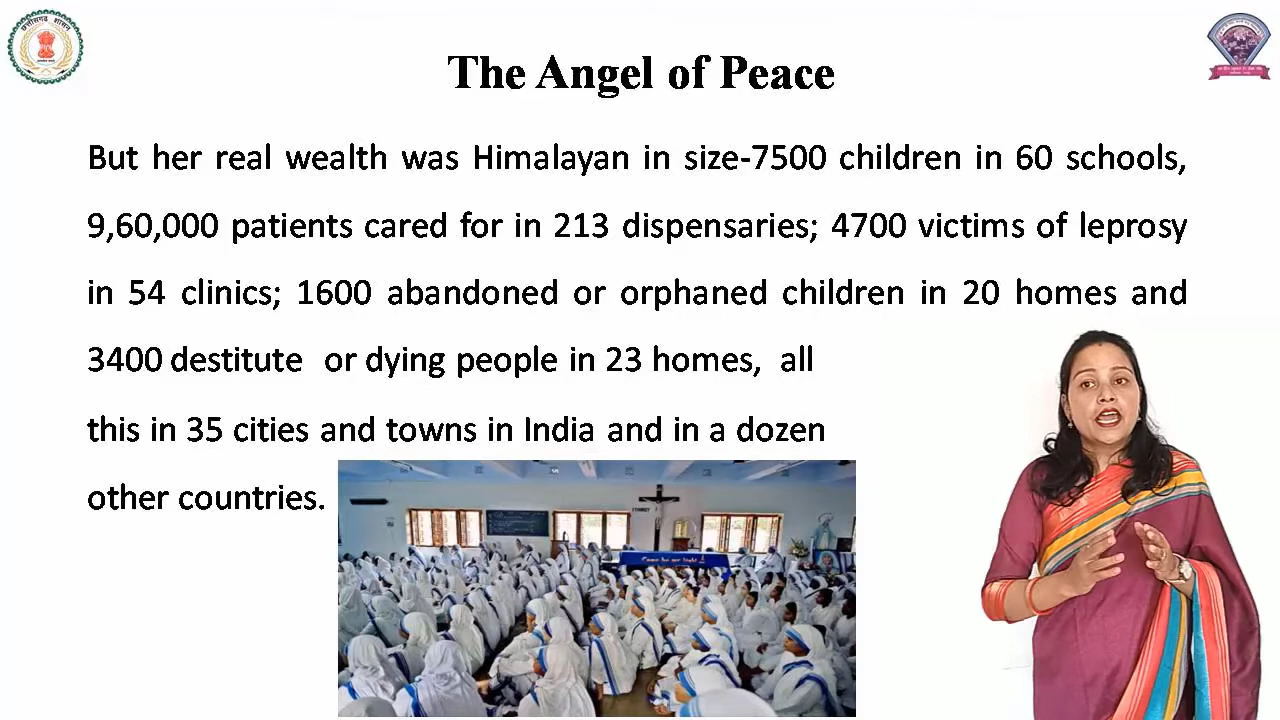 छत्तीसगढ़ शासन
The Angel of Peace
But her real wealth was Himalayan in size-7500 children in 60 schools,
9,60,000 patients cared for in 213 dispensaries; 4700 victims of leprosy
in 54 clinics; 1600 abandoned or orphaned children in 20 homes and
3400 destitute or dying people in 23 homes, all
this in 35 cities and towns in India and in a dozen
other countries.